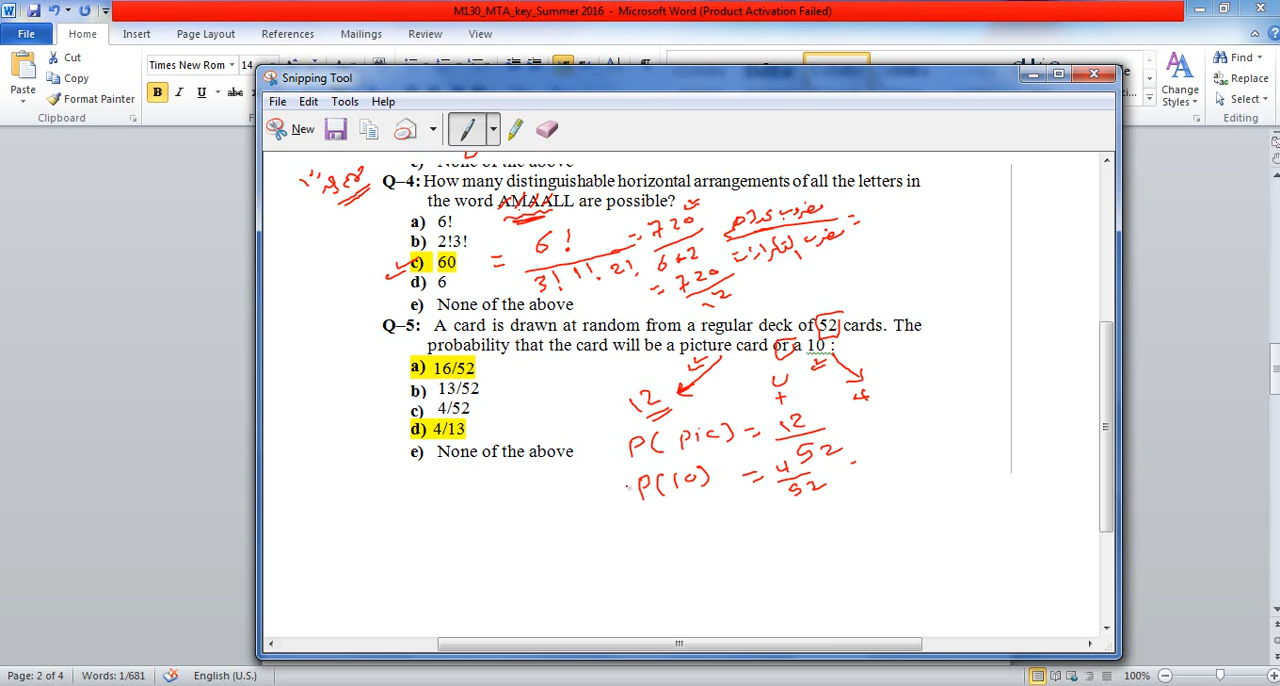 M130_MTA_key_Summer 2016 - Microsoft Word (Product Activation Failed)
File Home Insert Page Layout References Mailings Review View
Cut
Copy
Format Painter
Paste
Clipboard
Times New Rom 14
B I U abc
Change Styles
Find
Replace
Select
Editing
Snipping Tool
File Edit Tools Help
New
None of the above
Q–4: How many distinguishable horizontal arrangements of all the letters in
the word AMAALL are possible?
a) 6!
b) 2!3!
c) 60
d) 6
e) None of the above
= 6! / 3! 1! 2! = 720 / 6*2
= 720 / 12
Q–5: A card is drawn at random from a regular deck of 52 cards. The
probability that the card will be a picture card or a 10 :
a) 16/52
b) 13/52
c) 4/52
d) 4/13
e) None of the above
12
U
+
4
P( pic) = 12/52
P(10) = 4/52
Page: 2 of 4 Words: 1/681 English (U.S.) 100%